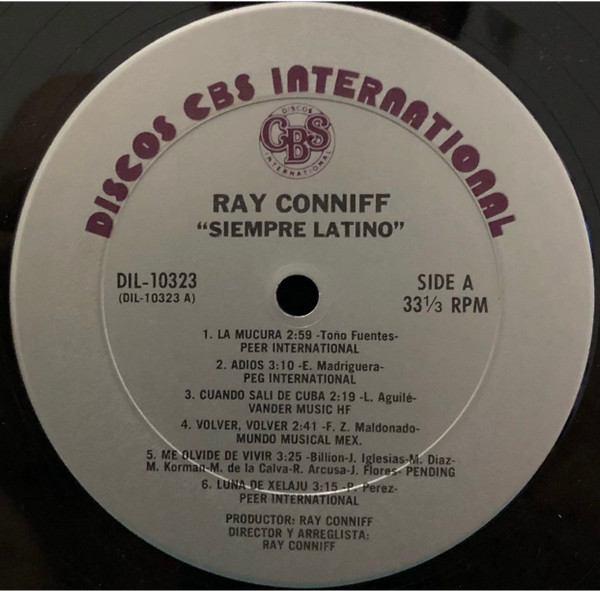 DISCOS CBS INTERNATIONAL
DISCOS
CBS
INTERNATIONAL
RAY CONNIFF
"SIEMPRE LATINO"
DIL-10323
(DIL-10323 A)
SIDE A
33 1/3 RPM
1. LA MUCURA 2:59 -Toño Fuentes-
PEER INTERNATIONAL
2. ADIOS 3:10 -E. Madriguera-
PEG INTERNATIONAL
3. CUANDO SALI DE CUBA 2:19 -L. Aguilé-
VANDER MUSIC HF
4. VOLVER, VOLVER 2:41 -F. Z. Maldonado-
MUNDO MUSICAL MEX.
5. ME OLVIDE DE VIVIR 3:25 -Billion-J. Iglesias-M. Diaz-
M. Korman-M. de la Calva-R. Arcusa-J. Flores- PENDING
6. LUNA DE XELAJU 3:15 -P. Perez-
PEER INTERNATIONAL
PRODUCTOR: RAY CONNIFF
DIRECTOR Y ARREGLISTA:
RAY CONNIFF